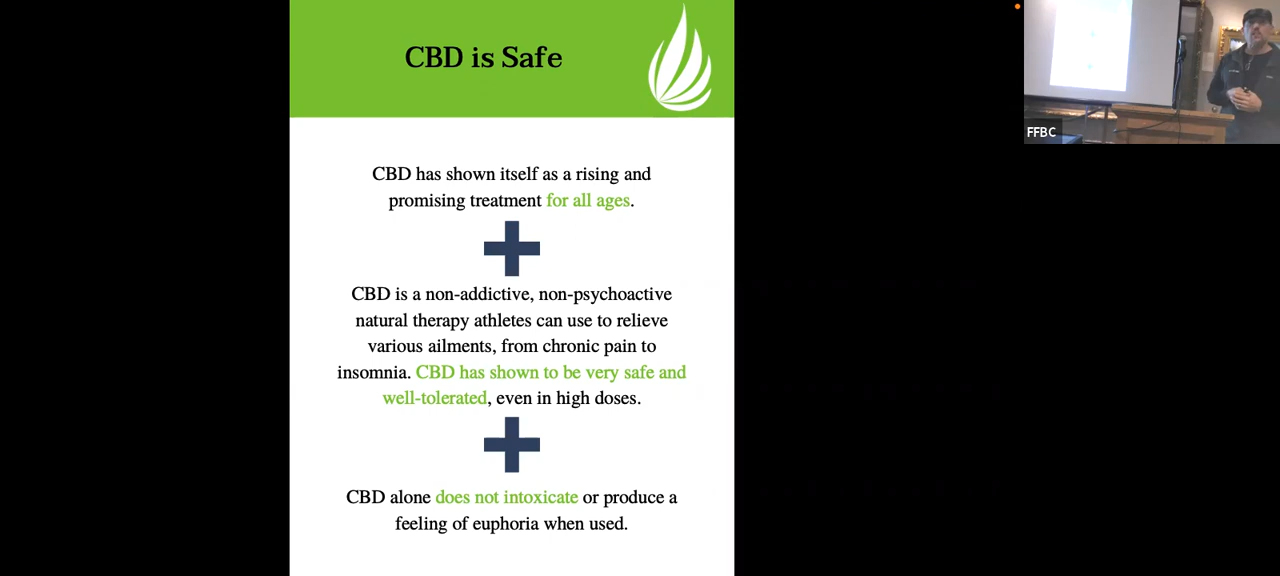 CBD is Safe
CBD has shown itself as a rising and
promising treatment for all ages.
CBD is a non-addictive, non-psychoactive
natural therapy athletes can use to relieve
various ailments, from chronic pain to
insomnia. CBD has shown to be very safe and
well-tolerated, even in high doses.
CBD alone does not intoxicate or produce a
feeling of euphoria when used.
FFBC